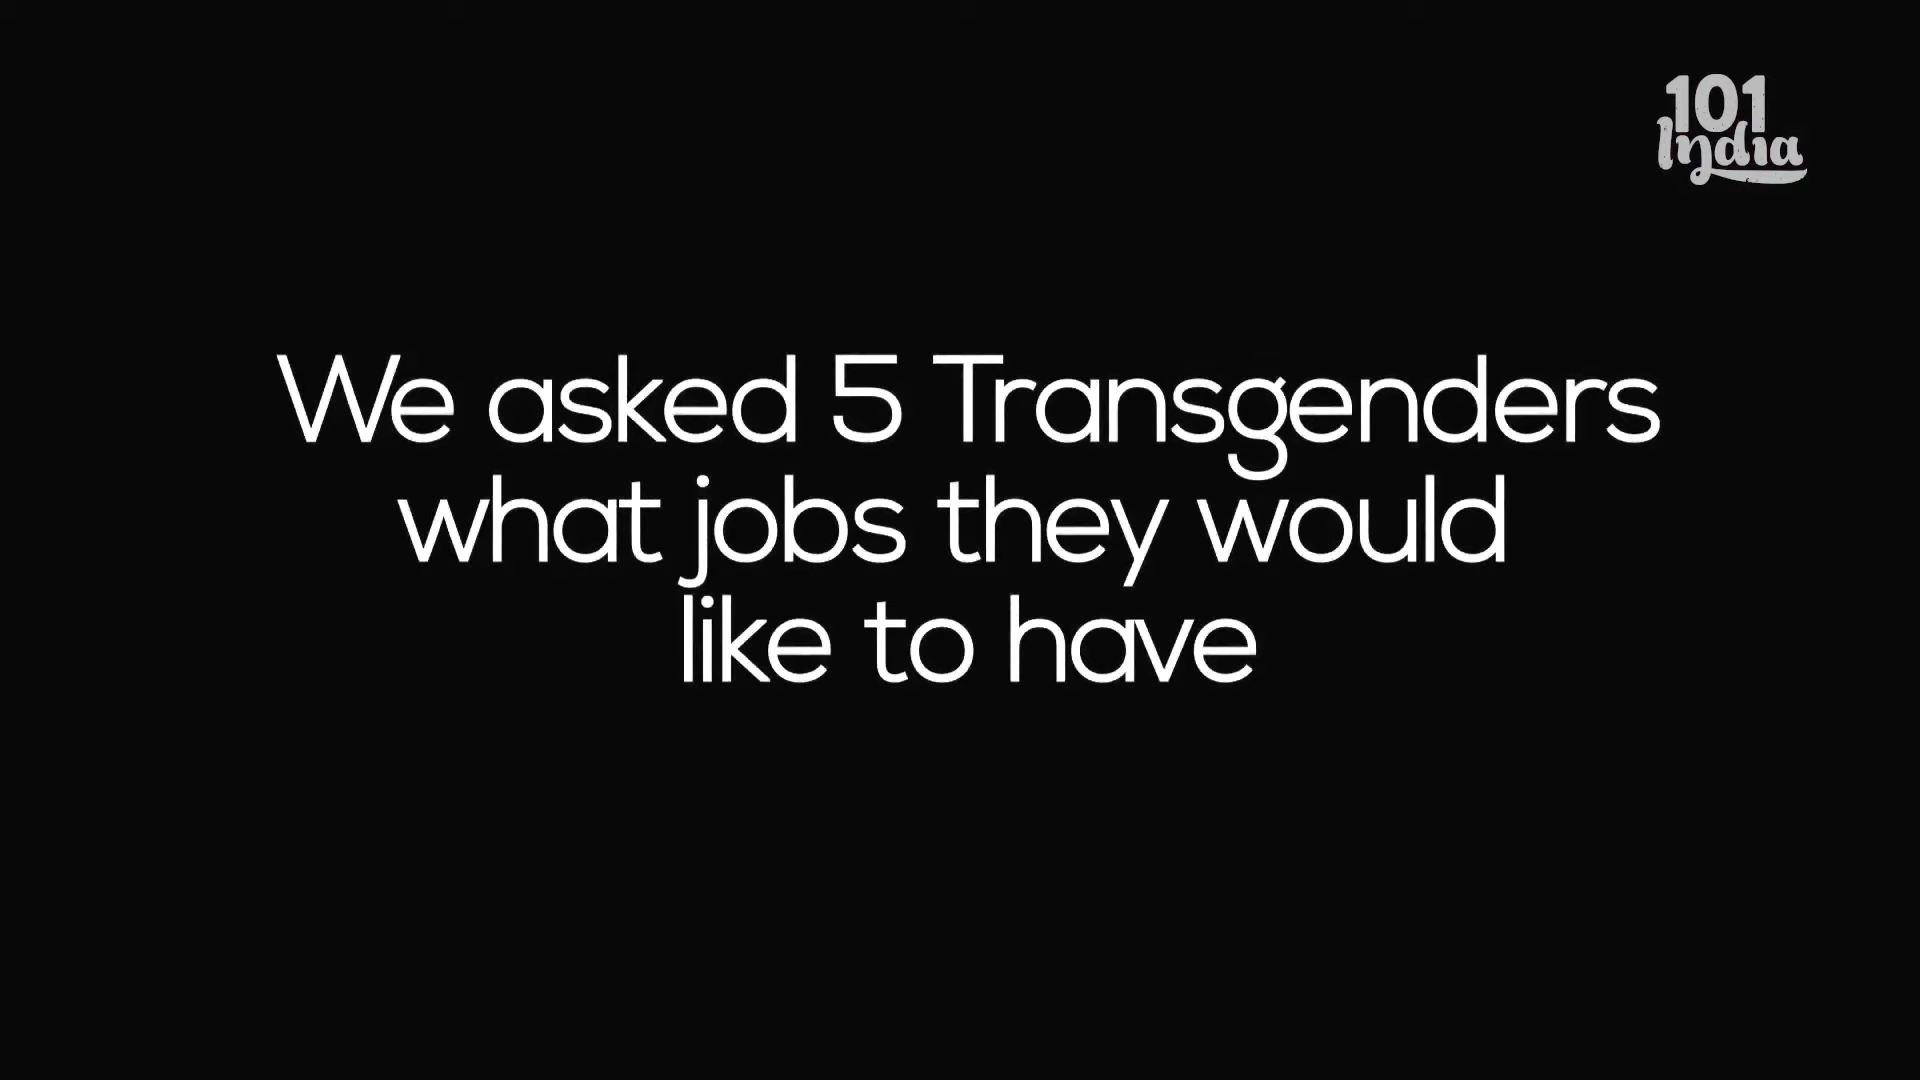 101
India
We asked 5 Transgenders
what jobs they would
like to have